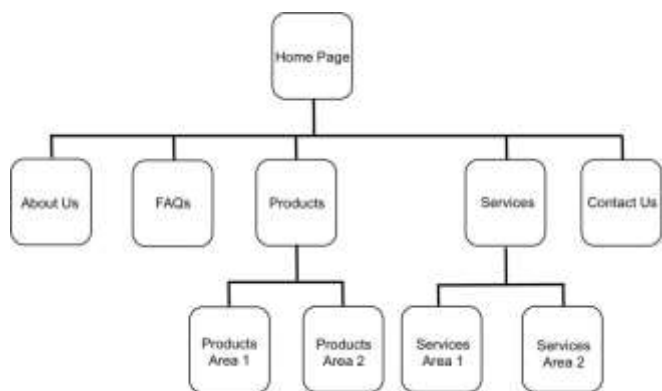 Home Page
About Us
FAQs
Products
Services
Contact Us
Products
Area 1
Products
Area 2
Services
Area 1
Services
Area 2